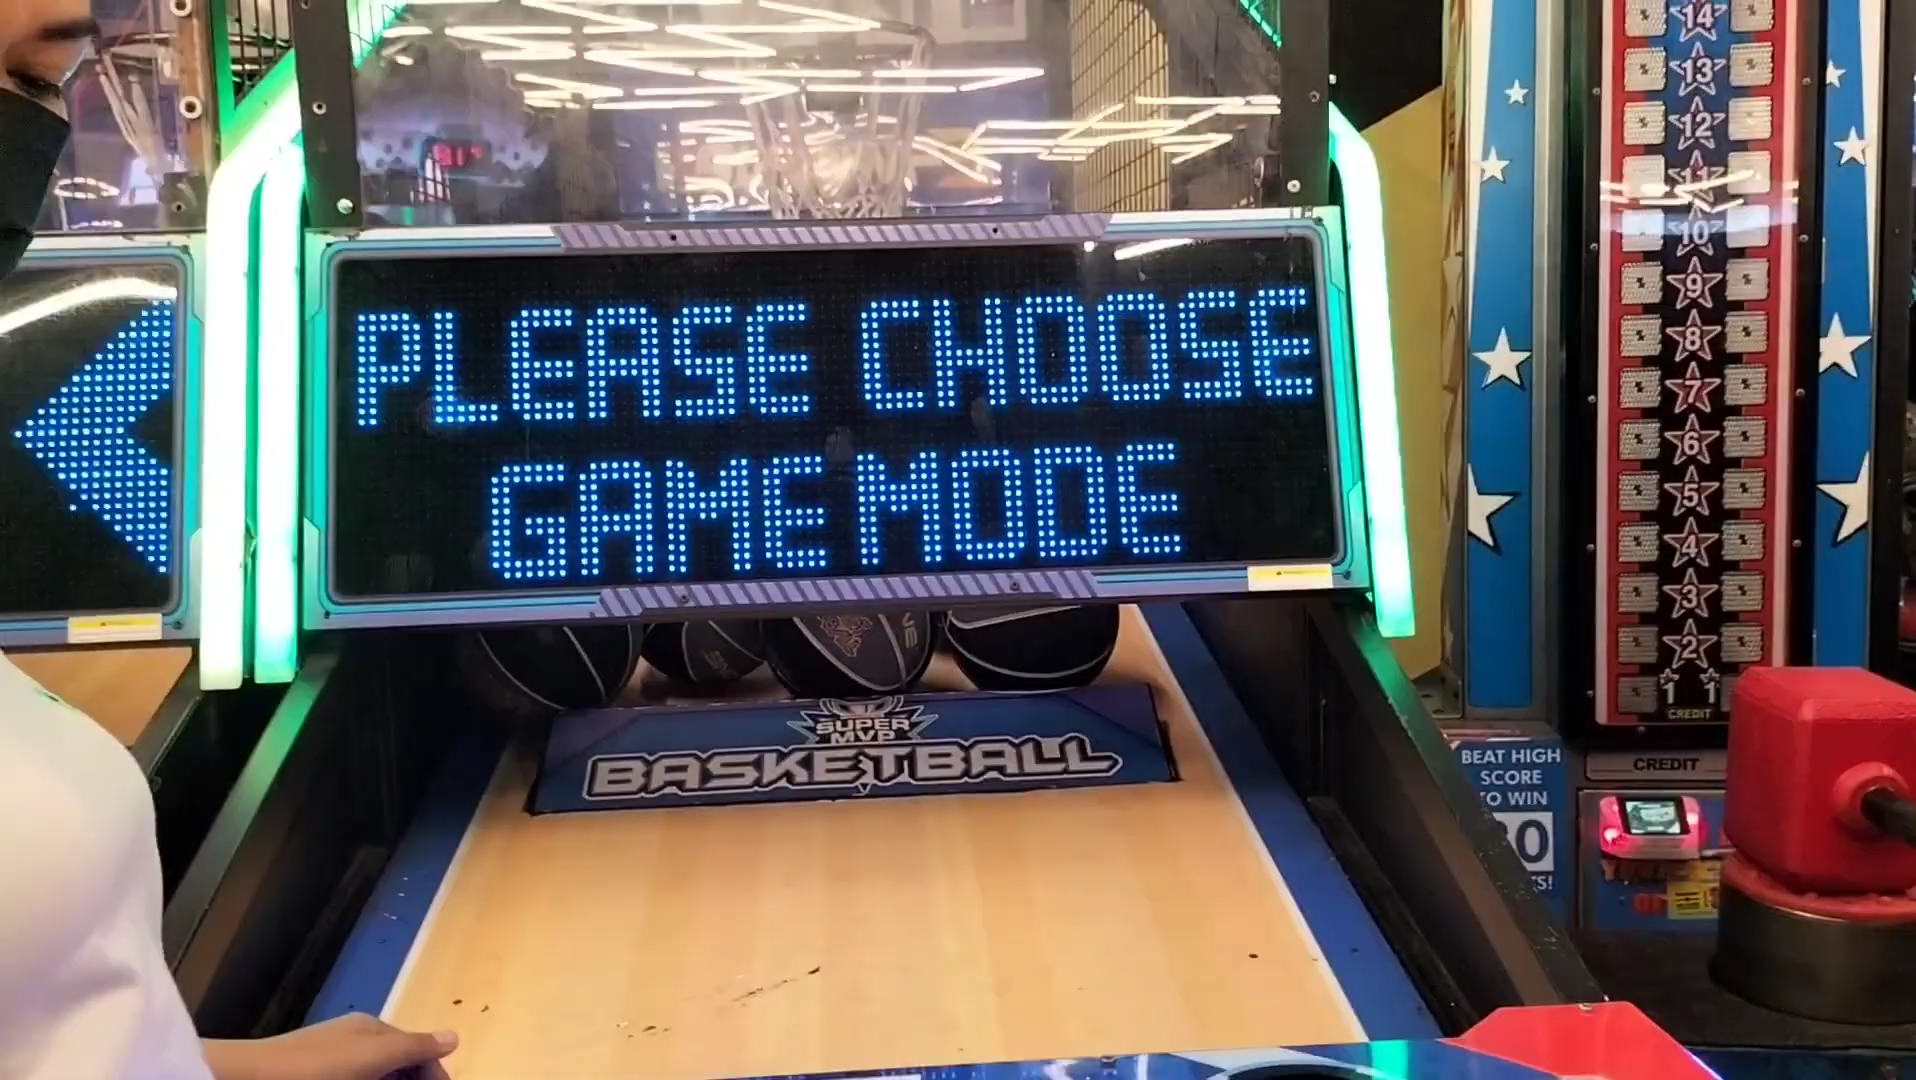 PLEASE CHOOSE
GAME MODE
SUPER
MVP
BASKETBALL
14
13
12
11
10
9
8
7
6
5
4
3
2
1 1
CREDIT
CREDIT
BEAT HIGH
SCORE
TO WIN